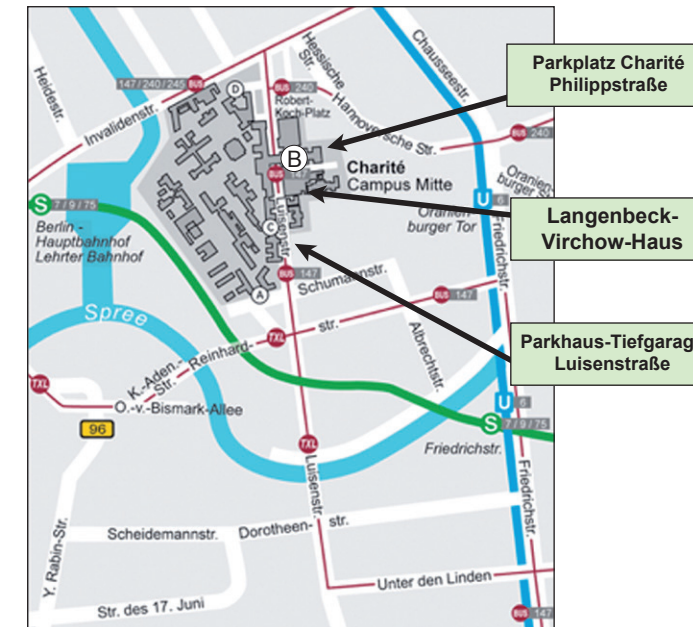 Heidestr.
147 / 240 / 245 BUS
Invalidenstr.
D
Hessische
Str.
BUS 240
Robert-
Koch-Platz
Hannoversche Str.
Chausseestr.
BUS 240
Oranien-
burger
Parkplatz Charité
Philippstraße
B
BUS 147
Charité
Campus Mitte
U 6
Oranien-
burger Tor
Friedrichstr.
Langenbeck-
Virchow-Haus
S 7 / 9 / 75
Berlin -
Hauptbahnhof
Lehrter Bahnhof
Luisenstr.
C
BUS 147
A
Schumannstr.
BUS 147
Spree
K.-Aden.-
Str.
Reinhard-
str.
TXL
Albrechtstr.
Parkhaus-Tiefgarag
Luisenstraße
TXL
O.-v.-Bismark-Allee
96
U 6
S 7 / 9 / 75
Friedrichstr.
TXL
Luisenstr.
Friedrichstr.
Y. Rabin-Str.
Scheidemannstr.
Dorotheen-
str.
Unter den Linden
Str. des 17. Juni
BUS 147